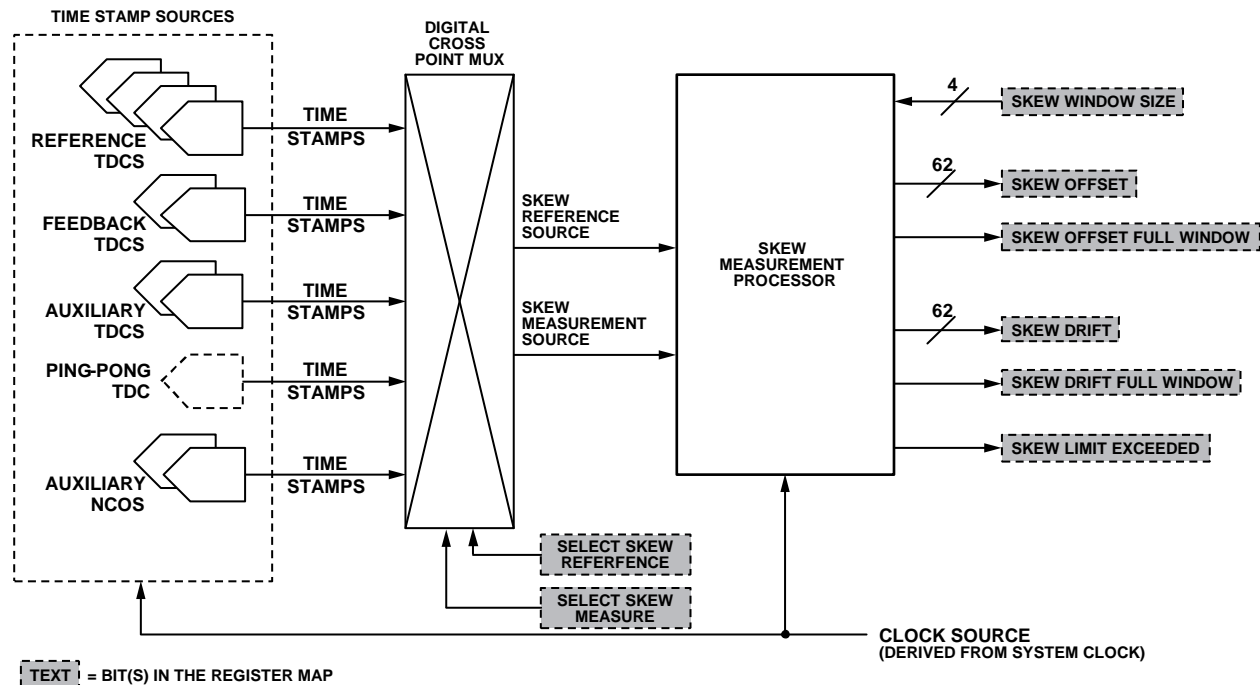 TIME STAMP SOURCES
DIGITAL
CROSS
POINT MUX
REFERENCE
TDCS
TIME
STAMPS
FEEDBACK
TDCS
TIME
STAMPS
AUXILIARY
TDCS
TIME
STAMPS
PING-PONG
TDC
TIME
STAMPS
AUXILIARY
NCOS
TIME
STAMPS
SKEW
REFERENCE
SOURCE
SKEW
MEASUREMENT
SOURCE
SKEW
MEASUREMENT
PROCESSOR
4
SKEW WINDOW SIZE
62
SKEW OFFSET
SKEW OFFSET FULL WINDOW
62
SKEW DRIFT
SKEW DRIFT FULL WINDOW
SKEW LIMIT EXCEEDED
SELECT SKEW
REFERFENCE
SELECT SKEW
MEASURE
CLOCK SOURCE
(DERIVED FROM SYSTEM CLOCK)
TEXT = BIT(S) IN THE REGISTER MAP